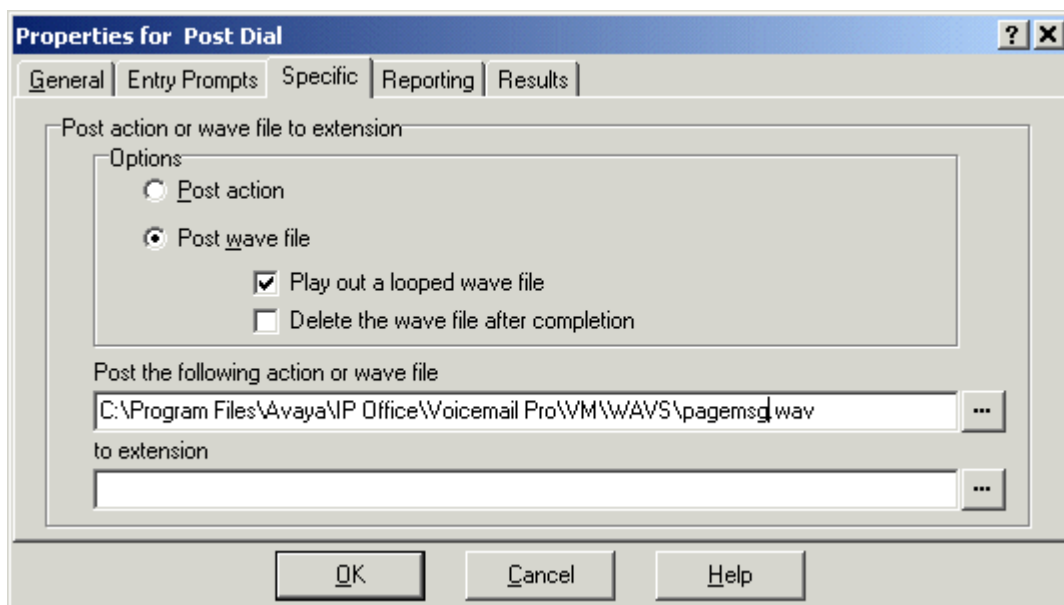 Properties for Post Dial
General Entry Prompts Specific Reporting Results
Post action or wave file to extension
Options
Post action
Post wave file
Play out a looped wave file
Delete the wave file after completion
Post the following action or wave file
C:\Program Files\Avaya\IP Office\Voicemail Pro\VM\WAVS\pagemsg.wav ...
to extension
...
OK Cancel Help